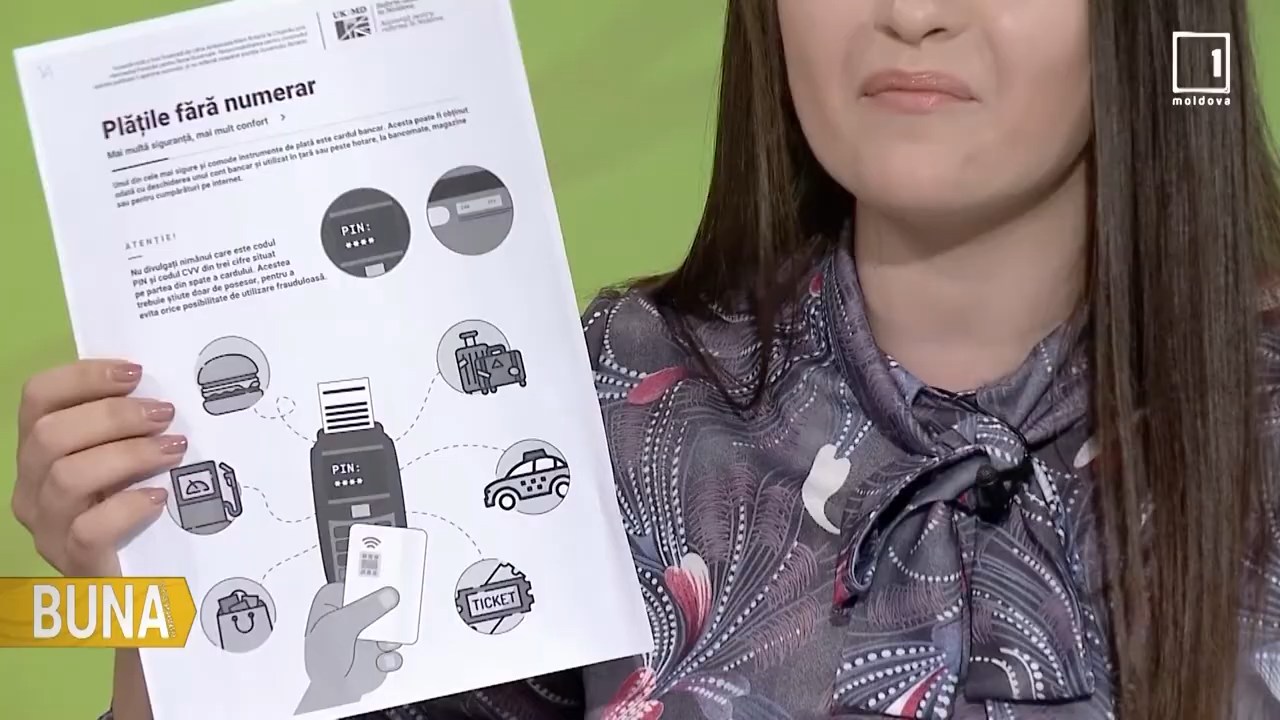 UK MD
Plățile fără numerar
Mai multă siguranță, mai mult confort
Unul din cele mai sigure și comode instrumente de plată este cardul bancar. Acesta poate fi obținut
odată cu deschiderea unui cont bancar și utilizat în țară sau peste hotare, la bancomate, magazine
sau pentru cumpărături pe internet.
ATENȚIE!
Nu divulgați nimănui care este codul
PIN și codul CVV din trei cifre situat
pe partea din spate a cardului. Acestea
trebuie știute doar de posesor, pentru a
evita orice posibilitate de utilizare frauduloasă.
PIN:
****
PIN:
****
TICKET
BUNA
1
moldova